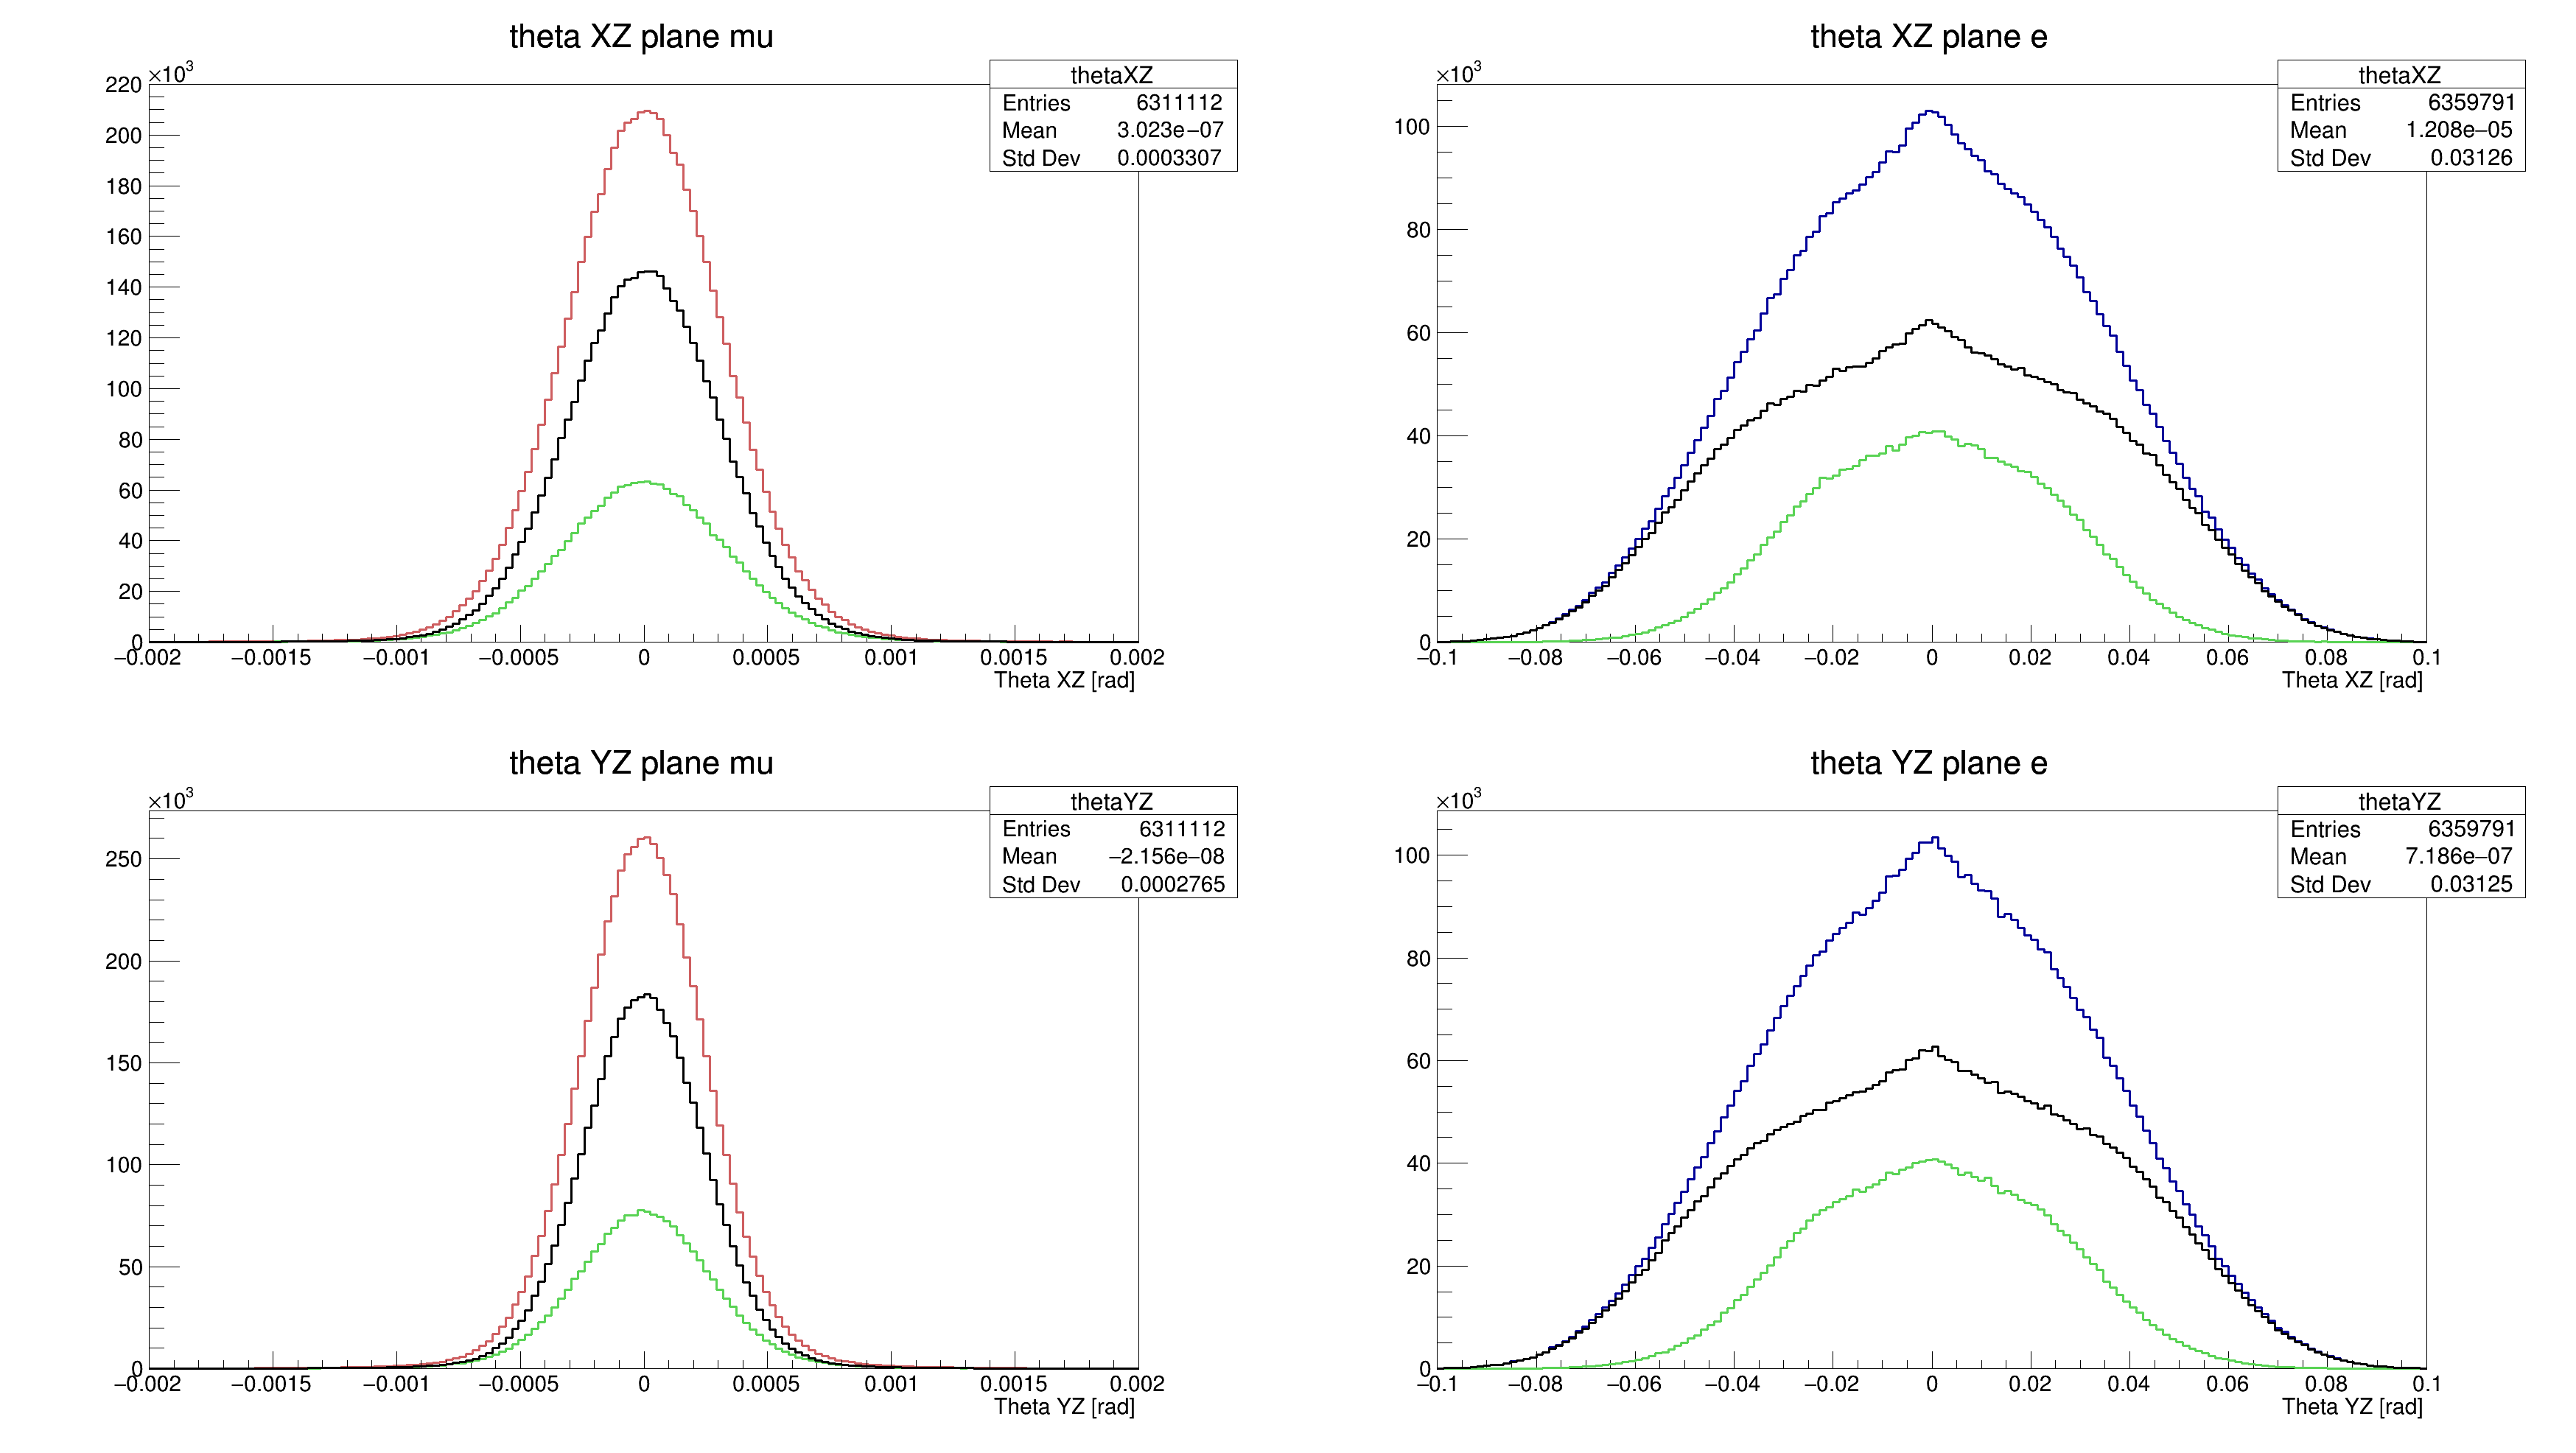 theta XZ plane mu
×10³
thetaXZ
Entries 6311112
Mean 3.023e−07
Std Dev 0.0003307
220
200
180
160
140
120
100
80
60
40
20
0
−0.002 −0.0015 −0.001 −0.0005 0 0.0005 0.001 0.0015 0.002
Theta XZ [rad]
theta XZ plane e
×10³
thetaXZ
Entries 6359791
Mean 1.208e−05
Std Dev 0.03126
100
80
60
40
20
0
−0.1 −0.08 −0.06 −0.04 −0.02 0 0.02 0.04 0.06 0.08 0.1
Theta XZ [rad]
theta YZ plane mu
×10³
thetaYZ
Entries 6311112
Mean −2.156e−08
Std Dev 0.0002765
250
200
150
100
50
0
−0.002 −0.0015 −0.001 −0.0005 0 0.0005 0.001 0.0015 0.002
Theta YZ [rad]
theta YZ plane e
×10³
thetaYZ
Entries 6359791
Mean 7.186e−07
Std Dev 0.03125
100
80
60
40
20
0
−0.1 −0.08 −0.06 −0.04 −0.02 0 0.02 0.04 0.06 0.08 0.1
Theta YZ [rad]